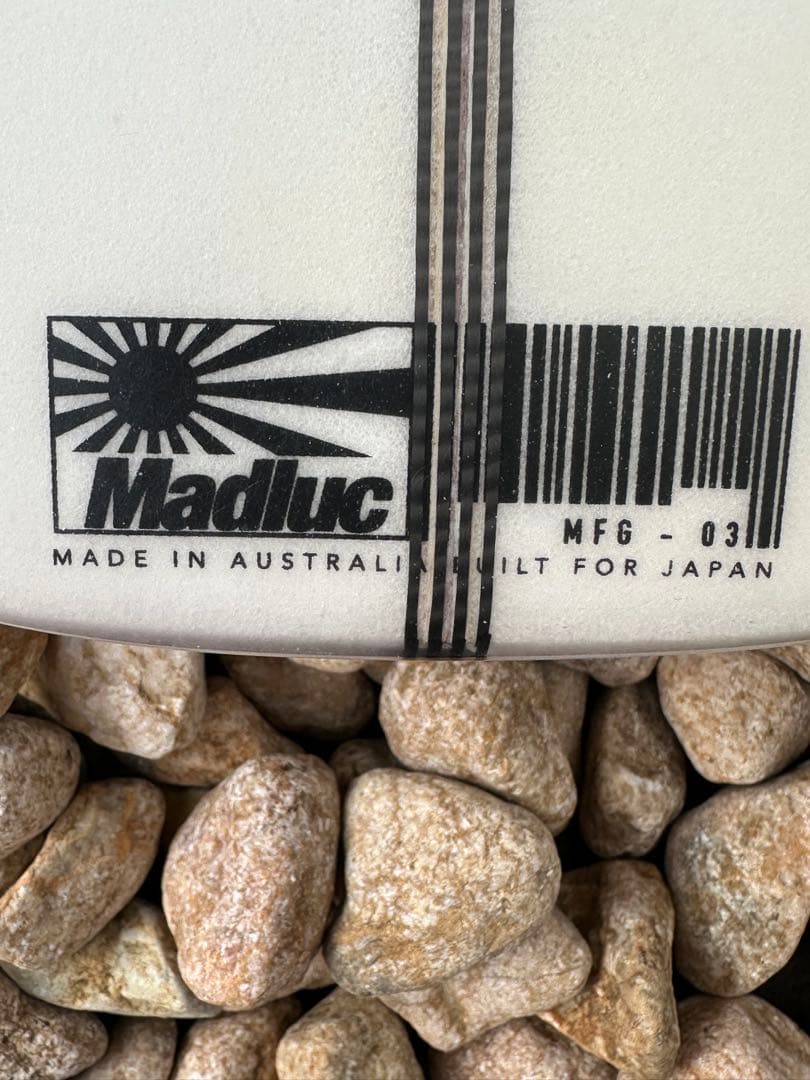 Madluc
MFG - 03
MADE IN AUSTRALIA BUILT FOR JAPAN